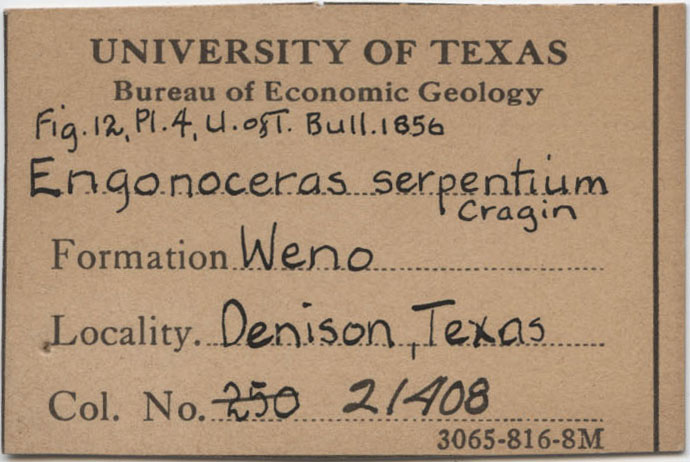 UNIVERSITY OF TEXAS
Bureau of Economic Geology
Fig. 12, Pl. 4, U. of T. Bull. 1856
Engonoceras serpentium
Cragin
Formation Weno
Locality. Denison, Texas
Col. No. 250 21408
3065-816-8M